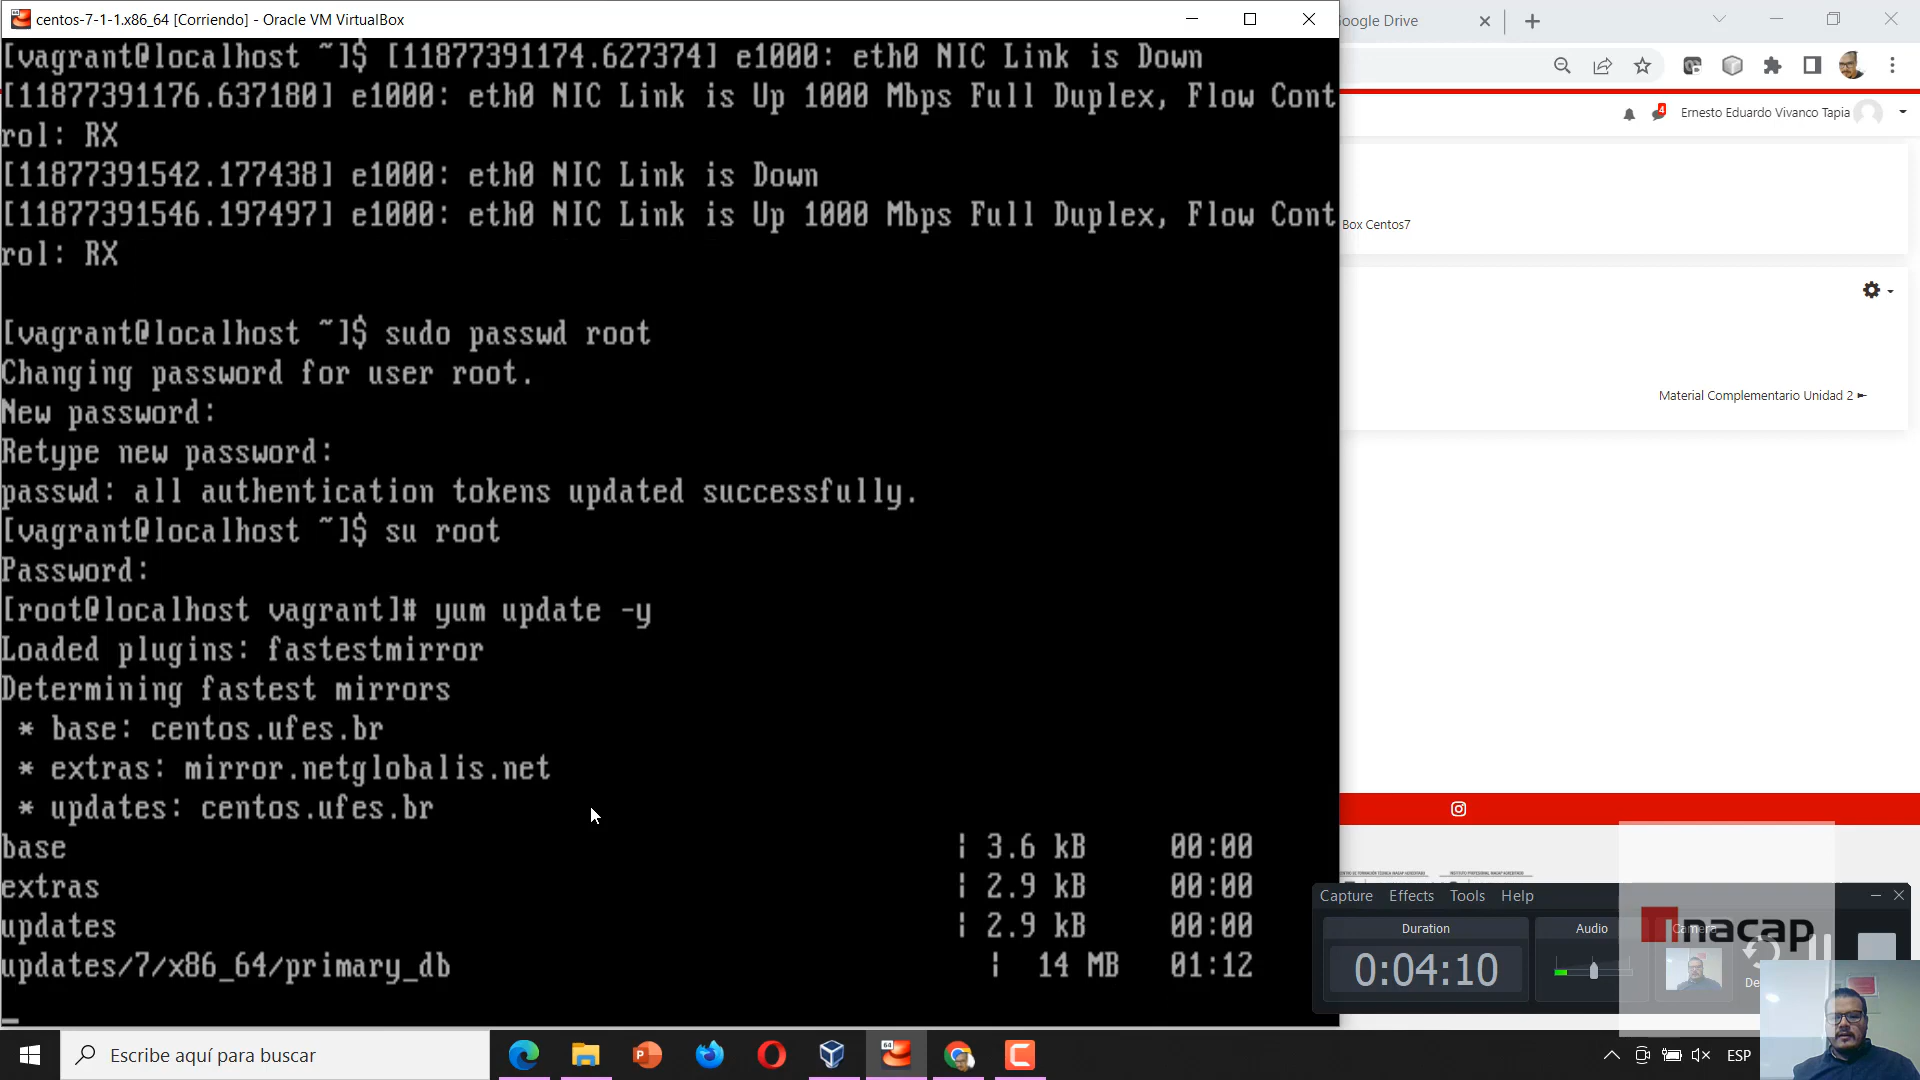 centos-7-1-1.x86_64 [Corriendo] - Oracle VM VirtualBox
[vagrant@localhost ~]$ [11877391174.627374] e1000: eth0 NIC Link is Down
[11877391176.637180] e1000: eth0 NIC Link is Up 1000 Mbps Full Duplex, Flow Cont
rol: RX
[11877391542.177438] e1000: eth0 NIC Link is Down
[11877391546.197497] e1000: eth0 NIC Link is Up 1000 Mbps Full Duplex, Flow Cont
rol: RX
[vagrant@localhost ~]$ sudo passwd root
Changing password for user root.
New password:
Retype new password:
passwd: all authentication tokens updated successfully.
[vagrant@localhost ~]$ su root
Password:
[root@localhost vagrant]# yum update -y
Loaded plugins: fastestmirror
Determining fastest mirrors
* base: centos.ufes.br
* extras: mirror.netglobalis.net
* updates: centos.ufes.br
base | 3.6 kB 00:00
extras | 2.9 kB 00:00
updates | 2.9 kB 00:00
updates/7/x86_64/primary_db | 14 MB 01:12
oogle Drive
4
Ernesto Eduardo Vivanco Tapia
Box Centos7
Material Complementario Unidad 2 ►
Capture Effects Tools Help
Duration
0:04:10
Audio
inacap
De
Escribe aquí para buscar
64
ESP